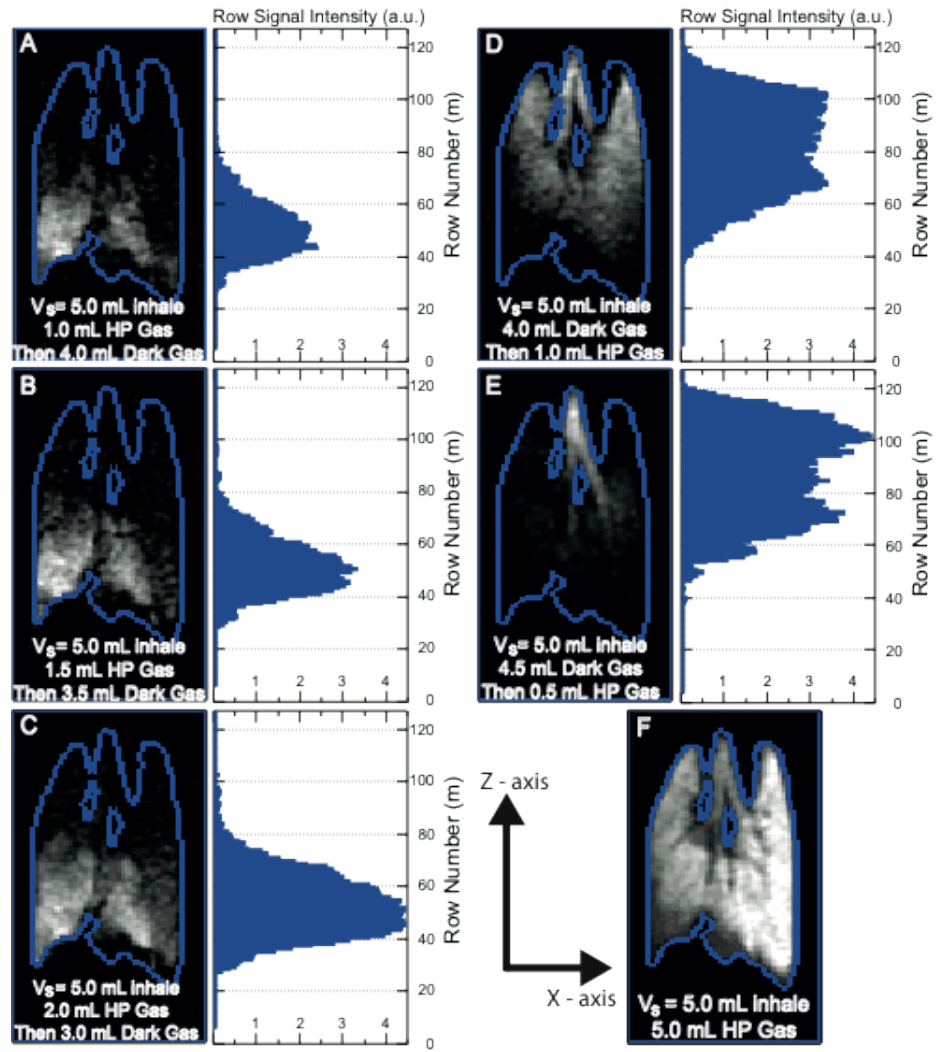 Row Signal Intensity (a.u.)
A
120
100
80
60
40
20
0
1 2 3 4
Row Number (m)
Vs= 5.0 mL inhale
1.0 mL HP Gas
Then 4.0 mL Dark Gas
Row Signal Intensity (a.u.)
D
120
100
80
60
40
20
0
1 2 3 4
Row Number (m)
Vs= 5.0 mL inhale
4.0 mL Dark Gas
Then 1.0 mL HP Gas
B
120
100
80
60
40
20
0
1 2 3 4
Row Number (m)
Vs= 5.0 mL inhale
1.5 mL HP Gas
Then 3.5 mL Dark Gas
E
120
100
80
60
40
20
0
1 2 3 4
Row Number (m)
Vs= 5.0 mL inhale
4.5 mL Dark Gas
Then 0.5 mL HP Gas
C
120
100
80
60
40
20
0
1 2 3 4
Row Number (m)
Vs= 5.0 mL inhale
2.0 mL HP Gas
Then 3.0 mL Dark Gas
Z - axis
X - axis
F
Vs = 5.0 mL inhale
5.0 mL HP Gas